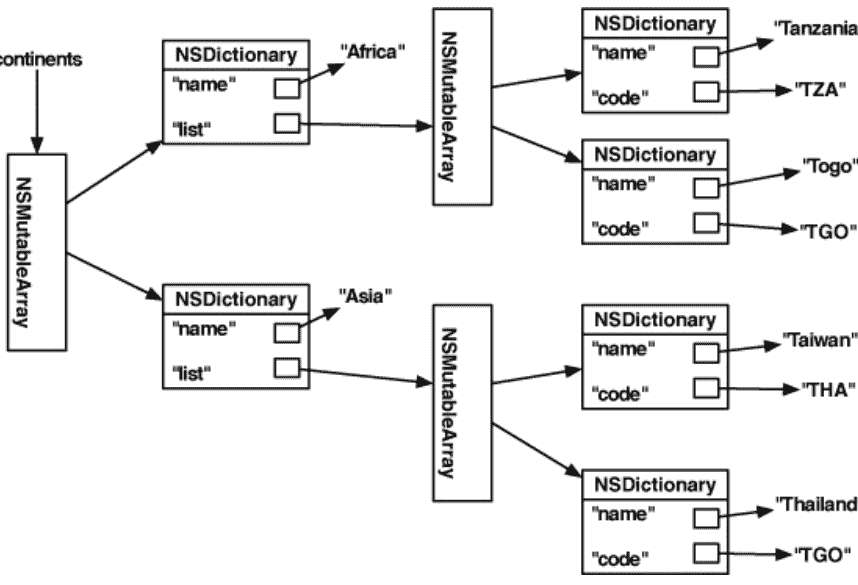 continents
NSMutableArray
NSDictionary
"name"
"Africa"
"list"
NSMutableArray
NSDictionary
"name"
"Tanzania
"code"
"TZA"
NSDictionary
"name"
"Togo"
"code"
"TGO"
NSDictionary
"name"
"Asia"
"list"
NSMutableArray
NSDictionary
"name"
"Taiwan"
"code"
"THA"
NSDictionary
"name"
"Thailand
"code"
"TGO"